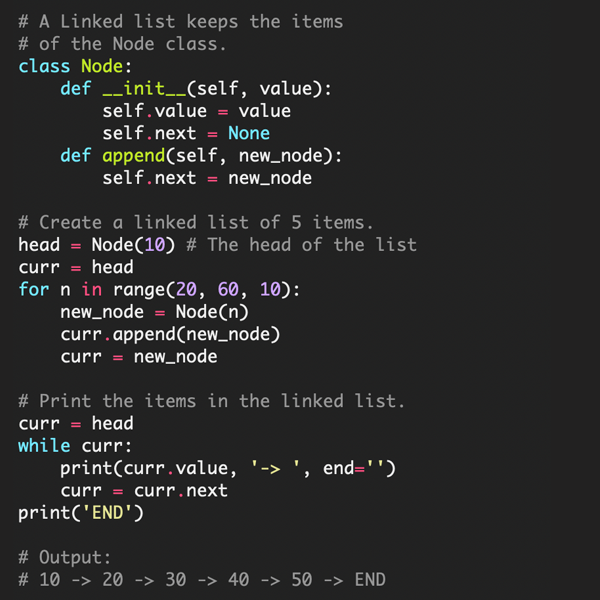 # A Linked list keeps the items
# of the Node class.
class Node:
    def __init__(self, value):
        self.value = value
        self.next = None
    def append(self, new_node):
        self.next = new_node

# Create a linked list of 5 items.
head = Node(10) # The head of the list
curr = head
for n in range(20, 60, 10):
    new_node = Node(n)
    curr.append(new_node)
    curr = new_node

# Print the items in the linked list.
curr = head
while curr:
    print(curr.value, '-> ', end='')
    curr = curr.next
print('END')

# Output:
# 10 -> 20 -> 30 -> 40 -> 50 -> END